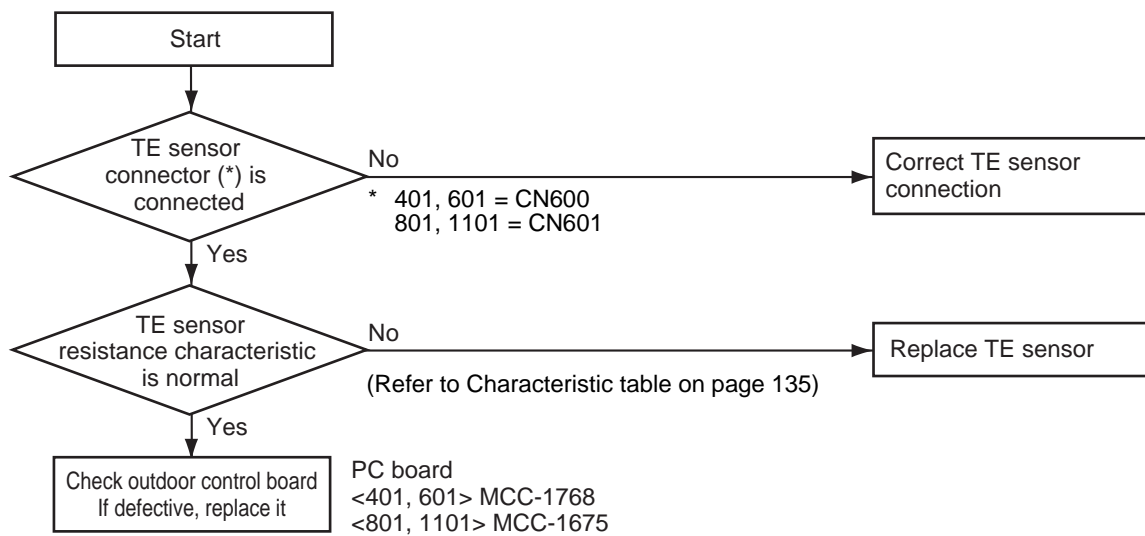 Start
TE sensor
connector (*) is
connected
No
* 401, 601 = CN600
801, 1101 = CN601
Correct TE sensor
connection
Yes
TE sensor
resistance characteristic
is normal
No
(Refer to Characteristic table on page 135)
Replace TE sensor
Yes
Check outdoor control board
If defective, replace it
PC board
<401, 601> MCC-1768
<801, 1101> MCC-1675